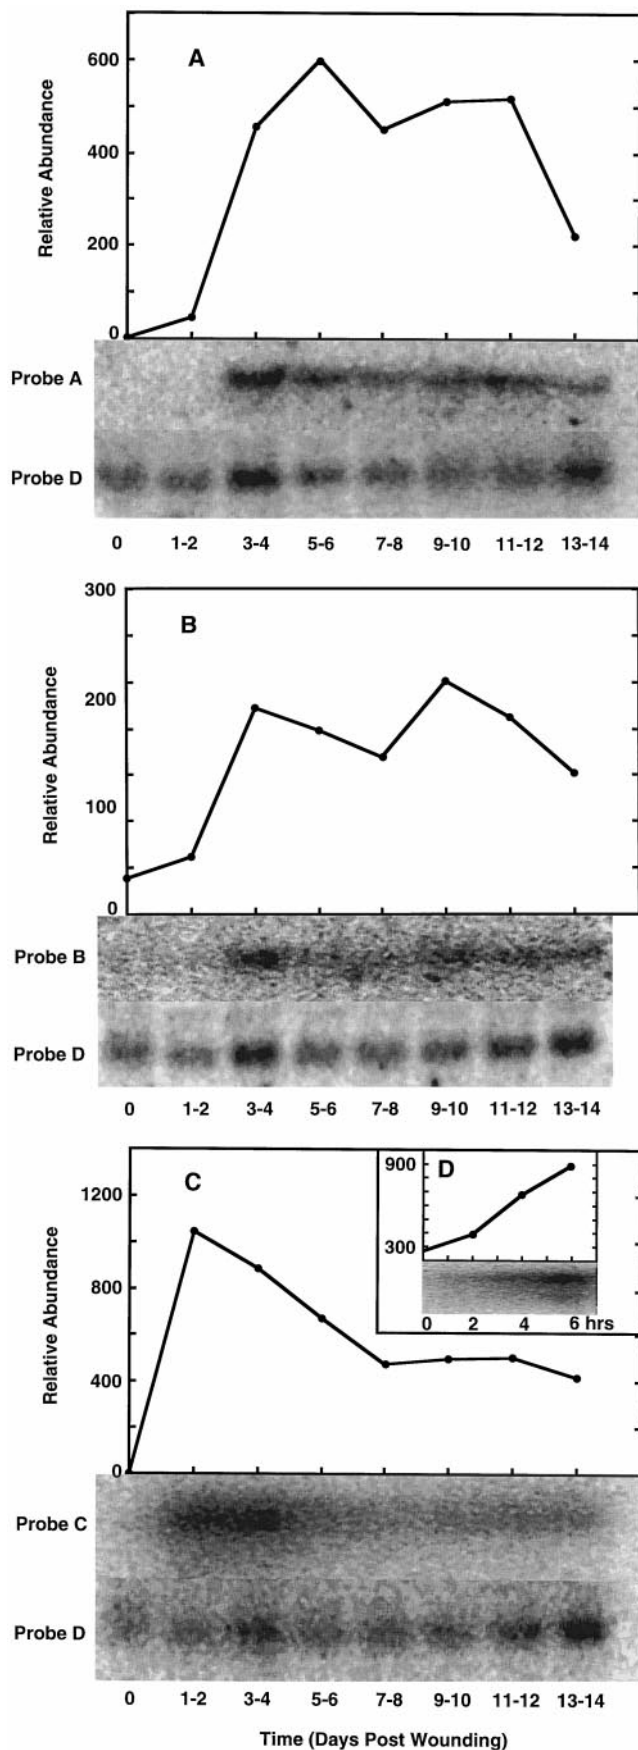 A
600
400
200
0
Relative Abundance
Probe A
Probe D
0 1-2 3-4 5-6 7-8 9-10 11-12 13-14
300
B
200
100
0
Relative Abundance
Probe B
Probe D
0 1-2 3-4 5-6 7-8 9-10 11-12 13-14
C
1200
800
400
0
Relative Abundance
D
900
300
0 2 4 6 hrs
Probe C
Probe D
0 1-2 3-4 5-6 7-8 9-10 11-12 13-14
Time (Days Post Wounding)